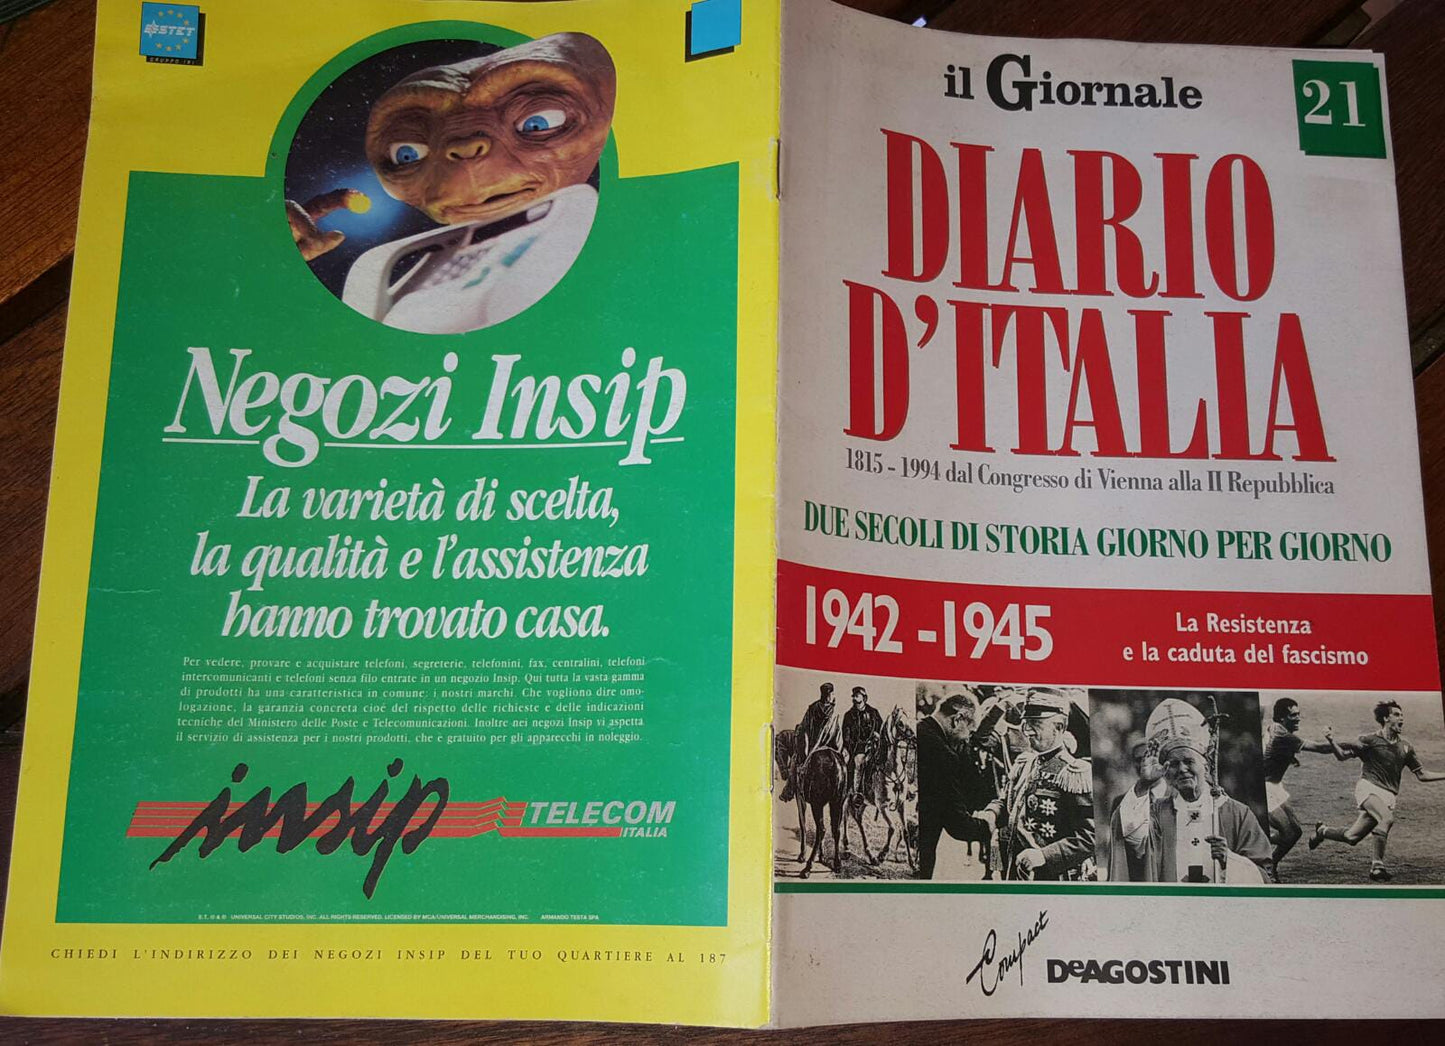 STET
GRUPPO IRI
Negozi Insip
La varietà di scelta,
la qualità e l'assistenza
hanno trovato casa.
Per vedere, provare e acquistare telefoni, segreterie, telefonini, fax, centralini, telefoni
intercomunicanti e telefoni senza filo entrate in un negozio Insip. Qui tutta la vasta gamma
di prodotti ha una caratteristica in comune: i nostri marchi. Che vogliono dire omo-
logazione, la garanzia concreta cioé del rispetto delle richieste e delle indicazioni
tecniche del Ministero delle Poste e Telecomunicazioni. Inoltre nei negozi Insip vi aspetta
il servizio di assistenza per i nostri prodotti, che è gratuito per gli apparecchi in noleggio.
insip
TELECOM
ITALIA
E.T. ® & © UNIVERSAL CITY STUDIOS, INC. ALL RIGHTS RESERVED. LICENSED BY MCA/UNIVERSAL MERCHANDISING, INC. ARMANDO TESTA SPA
CHIEDI L'INDIRIZZO DEI NEGOZI INSIP DEL TUO QUARTIERE AL 187
il Giornale
21
DIARIO
D'ITALIA
1815 - 1994 dal Congresso di Vienna alla II Repubblica
DUE SECOLI DI STORIA GIORNO PER GIORNO
1942 - 1945
La Resistenza
e la caduta del fascismo
Compact
DeAGOSTINI